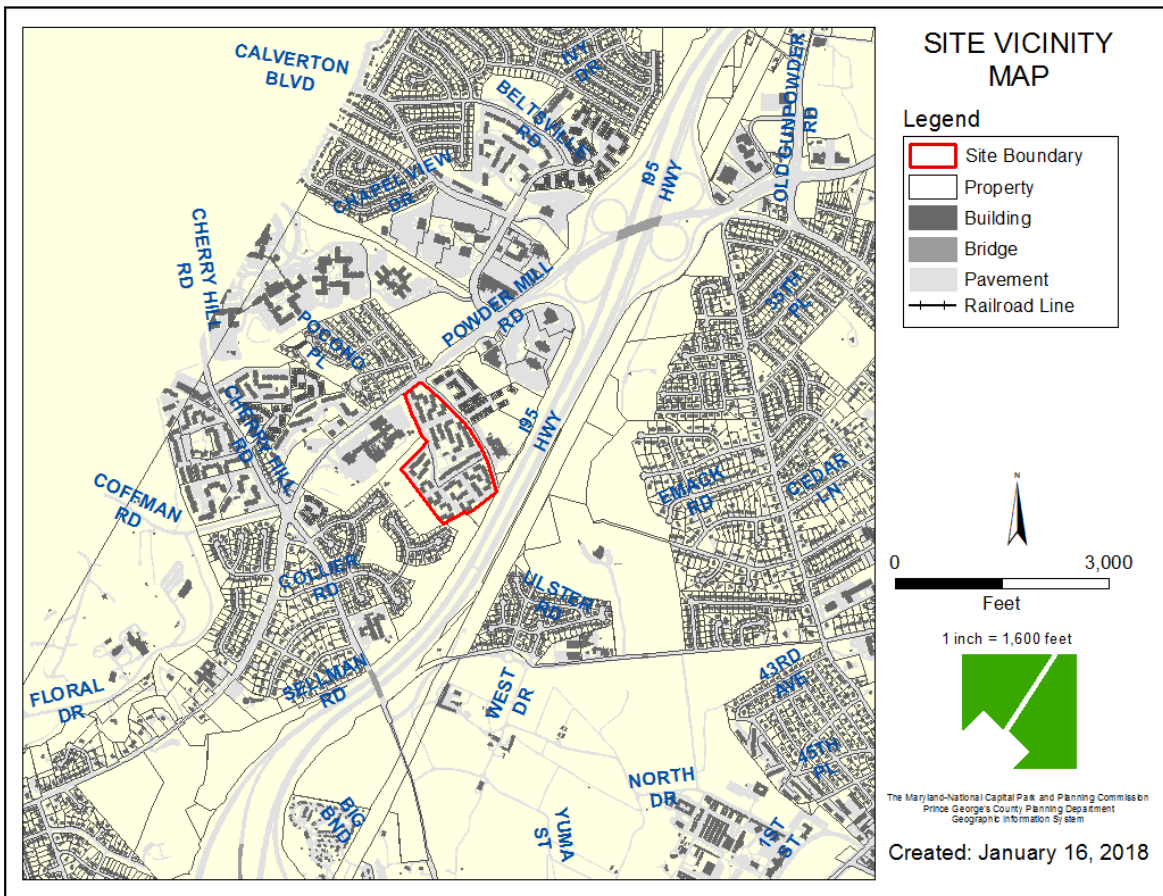 CALVERTON
BLVD
IVY
DR
BELTSVILLE
RD
OLD GUNPOWDER
RD
I95
HWY
CHAPELVIEW
DR
CHERRY HILL
RD
POWDER MILL
RD
35TH
PL
POCONO
PL
CHERRY HILL
RD
I95
HWY
COFFMAN
RD
EMACK
RD
CEDAR
LN
COLLIER
RD
ULSTER
RD
FLORAL
DR
SELLMAN
RD
WEST
DR
43RD
AVE
45TH
PL
NORTH
DR
BIG
BND
YUMA
ST
1ST
ST
SITE VICINITY
MAP
Legend
Site Boundary
Property
Building
Bridge
Pavement
Railroad Line
N
0 3,000
Feet
1 inch = 1,600 feet
The Maryland-National Capital Park and Planning Commission
Prince George's County Planning Department
Geographic Information System
Created: January 16, 2018